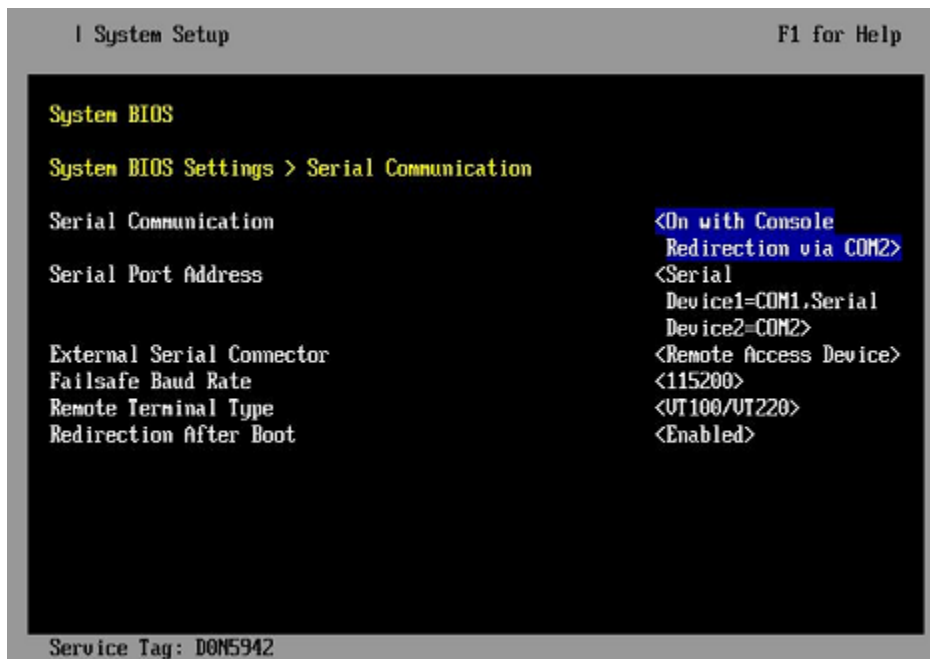 | System Setup F1 for Help
System BIOS
System BIOS Settings > Serial Communication
Serial Communication <On with Console
Redirection via COM2>
Serial Port Address <Serial
Device1=COM1,Serial
Device2=COM2>
External Serial Connector <Remote Access Device>
Failsafe Baud Rate <115200>
Remote Terminal Type <VT100/VT220>
Redirection After Boot <Enabled>
Service Tag: D0N5942